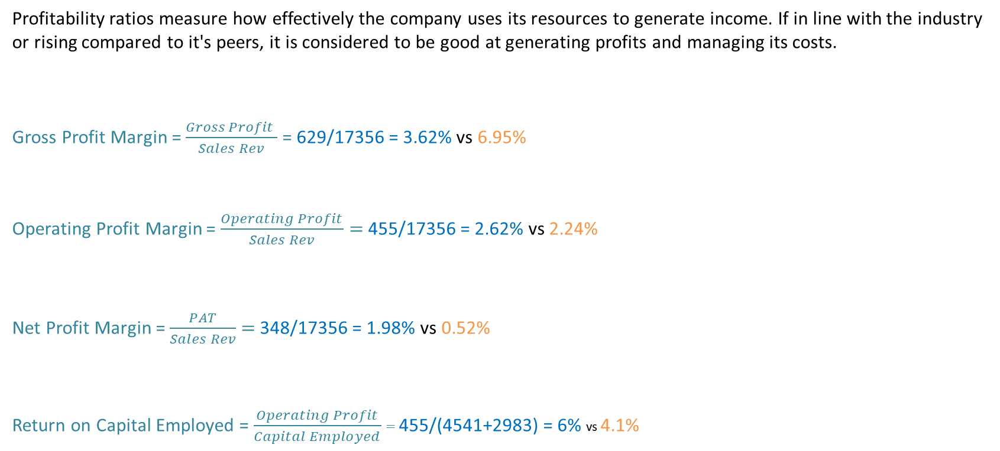 Profitability ratios measure how effectively the company uses its resources to generate income. If in line with the industry
or rising compared to it's peers, it is considered to be good at generating profits and managing its costs.
Gross Profit Margin = Gross Profit / Sales Rev = 629/17356 = 3.62% vs 6.95%
Operating Profit Margin = Operating Profit / Sales Rev = 455/17356 = 2.62% vs 2.24%
Net Profit Margin = PAT / Sales Rev = 348/17356 = 1.98% vs 0.52%
Return on Capital Employed = Operating Profit / Capital Employed = 455/(4541+2983) = 6% vs 4.1%